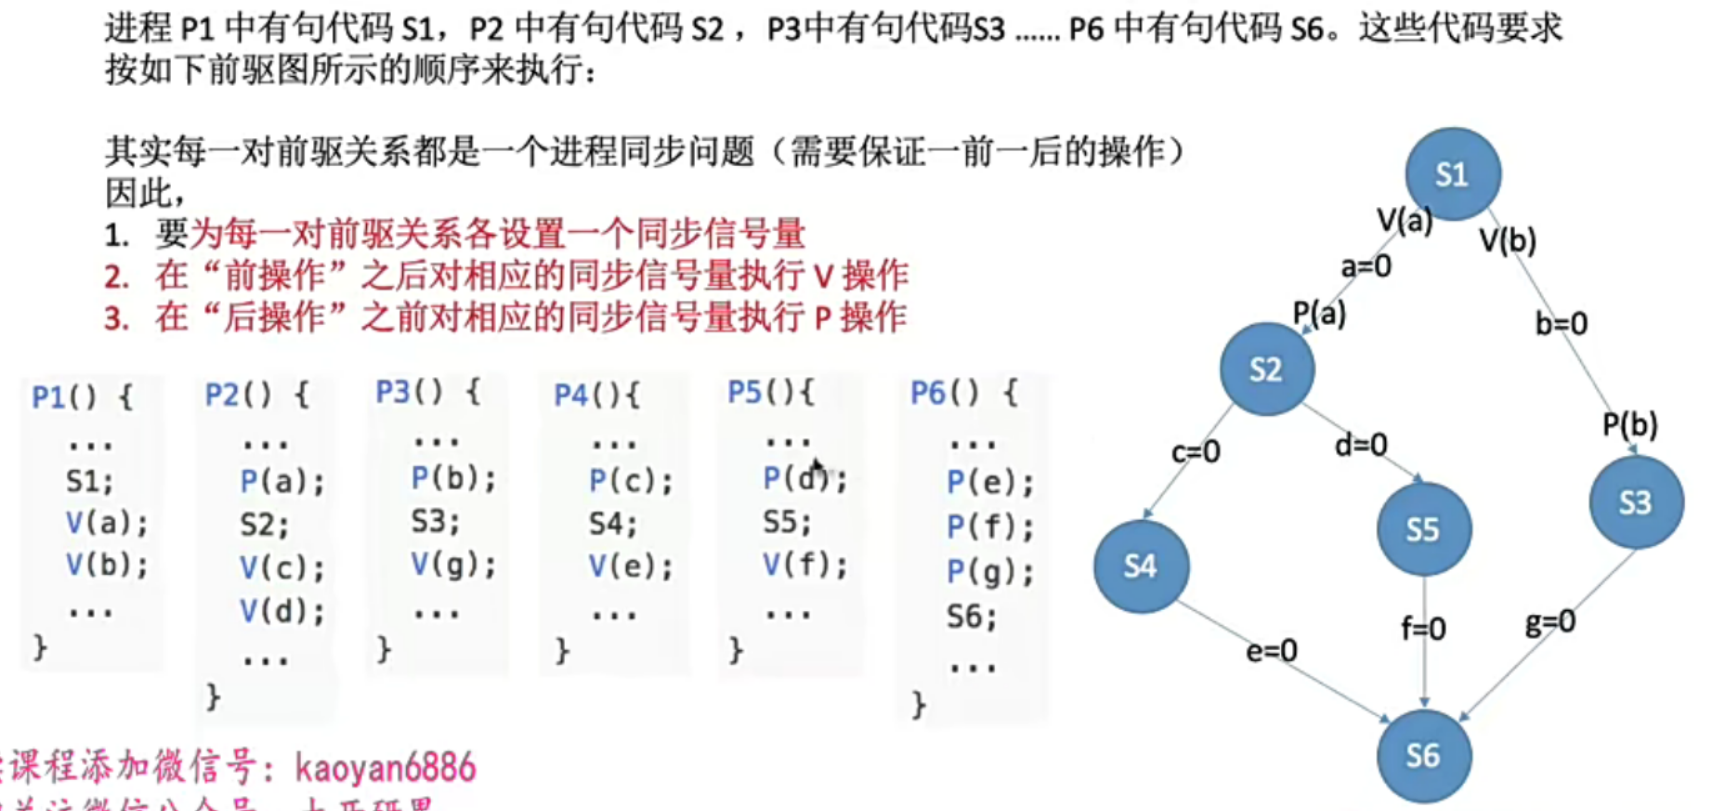 进程 P1 中有句代码 S1，P2 中有句代码 S2 ，P3中有句代码S3 ...... P6 中有句代码 S6。这些代码要求
按如下前驱图所示的顺序来执行：
其实每一对前驱关系都是一个进程同步问题（需要保证一前一后的操作）
因此，
1. 要为每一对前驱关系各设置一个同步信号量
2. 在“前操作”之后对相应的同步信号量执行 V 操作
3. 在“后操作”之前对相应的同步信号量执行 P 操作
P1() {
...
S1;
V(a);
V(b);
...
}
P2() {
...
P(a);
S2;
V(c);
V(d);
...
}
P3() {
...
P(b);
S3;
V(g);
...
}
P4(){
...
P(c);
S4;
V(e);
...
}
P5(){
...
P(d);
S5;
V(f);
...
}
P6() {
...
P(e);
P(f);
P(g);
S6;
...
}
S1
V(a)
V(b)
a=0
P(a)
b=0
S2
P(b)
c=0
d=0
S3
S5
S4
f=0
g=0
e=0
S6
课程添加微信号：kaoyan6886